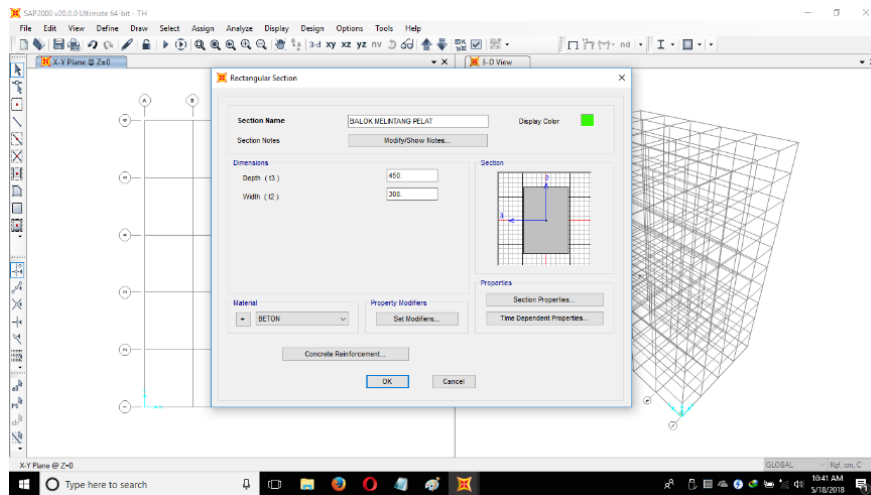 SAP2000 v20.0.0 Ultimate 64-bit - TH
File Edit View Define Draw Select Assign Analyze Display Design Options Tools Help
3-d xy xz yz nv
nd
X-Y Plane @ Z=0
3-D View
Rectangular Section
Section Name
BALOK MELINTANG PELAT
Display Color
Section Notes
Modify/Show Notes...
Dimensions
Section
Depth ( t3 )
450.
Width ( t2 )
300.
2
3
Properties
Section Properties...
Time Dependent Properties...
Material
+ BETON
Property Modifiers
Set Modifiers...
Concrete Reinforcement...
OK
Cancel
A
B
all
clr
X-Y Plane @ Z=0
GLOBAL
Kgf, cm, C
Type here to search
10:41 AM
5/18/2018